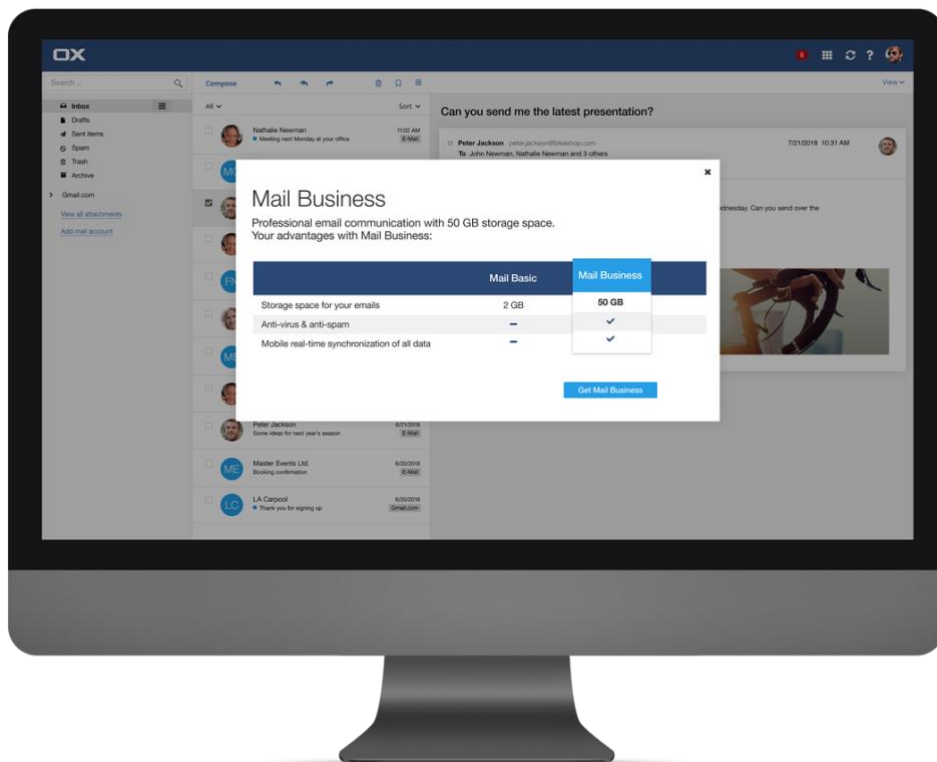 OX
6
?
Search ...
Compose
View
Inbox
Drafts
Sent items
Spam
Trash
Archive
Gmail.com
View all attachments
Add mail account
All
Sort
Nathalie Newman
11:02 AM
Meeting next Monday at your office
E-Mail
Can you send me the latest presentation?
Peter Jackson peter.jackson@bikeshop.com
7/21/2018 10:31 AM
To John Newman, Nathalie Newman and 3 others
Can you send over the
Mail Business
Professional email communication with 50 GB storage space.
Your advantages with Mail Business:
Mail Basic
Mail Business
Storage space for your emails
2 GB
50 GB
Anti-virus & anti-spam
Mobile real-time synchronization of all data
Get Mail Business
Peter Jackson
6/21/2018
Some ideas for next year's season
E-Mail
ME
Master Events Ltd.
6/20/2018
Booking confirmation
E-Mail
LC
LA Carpool
6/20/2018
Thank you for signing up
Gmail.com